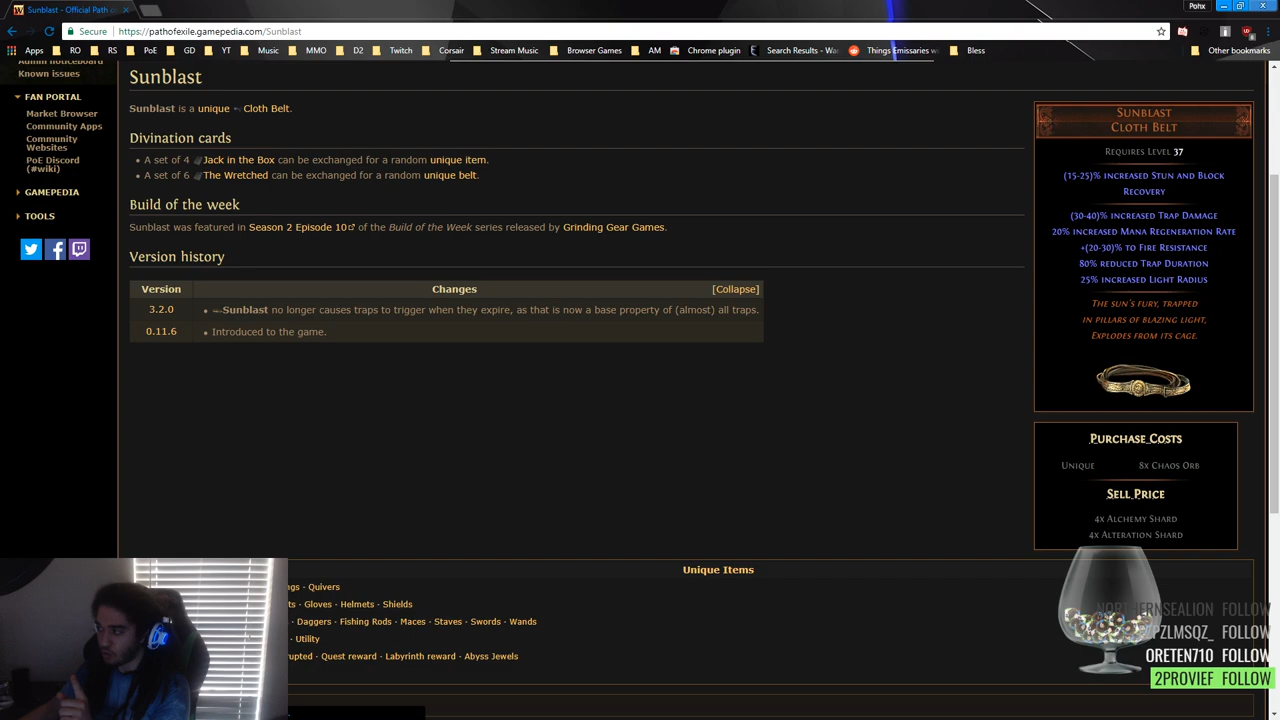 Sunblast - Official Path o
Pohx
Secure
https://pathofexile.gamepedia.com/Sunblast
Apps
RO
RS
PoE
GD
YT
Music
MMO
D2
Twitch
Corsair
Stream Music
Browser Games
AM
Chrome plugin
Search Results - Wa
Things Emissaries w
Bless
Other bookmarks
Admin noticeboard
Known issues
FAN PORTAL
Market Browser
Community Apps
Community
Websites
PoE Discord
(#wiki)
GAMEPEDIA
TOOLS
Sunblast
Sunblast is a unique Cloth Belt.
Divination cards
A set of 4 Jack in the Box can be exchanged for a random unique item.
A set of 6 The Wretched can be exchanged for a random unique belt.
Build of the week
Sunblast was featured in Season 2 Episode 10 of the Build of the Week series released by Grinding Gear Games.
Version history
Version Changes [Collapse]
3.2.0 Sunblast no longer causes traps to trigger when they expire, as that is now a base property of (almost) all traps.
0.11.6 Introduced to the game.
Sunblast
Cloth Belt
Requires Level 37
(15-25)% increased Stun and Block
Recovery
(30-40)% increased Trap Damage
20% increased Mana Regeneration Rate
+(20-30)% to Fire Resistance
80% reduced Trap Duration
25% increased Light Radius
The sun's fury, trapped
in pillars of blazing light,
Explodes from its cage.
Purchase Costs
Unique 8x Chaos Orb
Sell Price
4x Alchemy Shard
4x Alteration Shard
Unique Items
ngs - Quivers
ts - Gloves - Helmets - Shields
- Daggers - Fishing Rods - Maces - Staves - Swords - Wands
- Utility
rupted - Quest reward - Labyrinth reward - Abyss Jewels
NORTHERNSEALION FOLLOW
PZLMSQZ_ FOLLOW
ORETEN710 FOLLOW
2PROVIEF FOLLOW